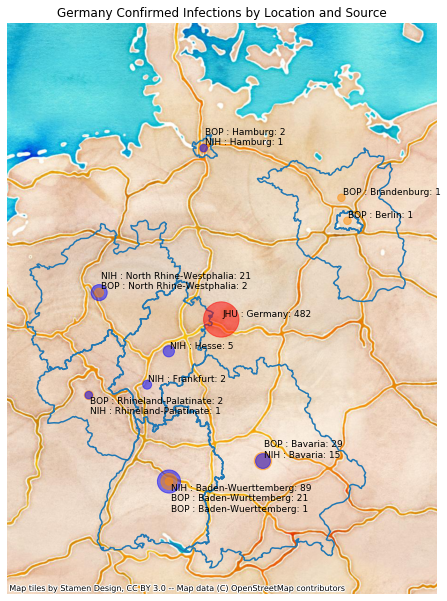 Germany Confirmed Infections by Location and Source
BOP : Hamburg: 2
NIH : Hamburg: 1
BOP : Brandenburg: 1
BOP : Berlin: 1
NIH : North Rhine-Westphalia: 21
BOP : North Rhine-Westphalia: 2
JHU : Germany: 482
NIH : Hesse: 5
NIH : Frankfurt: 2
BOP : Rhineland-Palatinate: 2
NIH : Rhineland-Palatinate: 1
BOP : Bavaria: 29
NIH : Bavaria: 15
NIH : Baden-Wuerttemberg: 89
BOP : Baden-Wurttemberg: 21
BOP : Baden-Wuerttemberg: 1
Map tiles by Stamen Design, CC BY 3.0 -- Map data (C) OpenStreetMap contributors